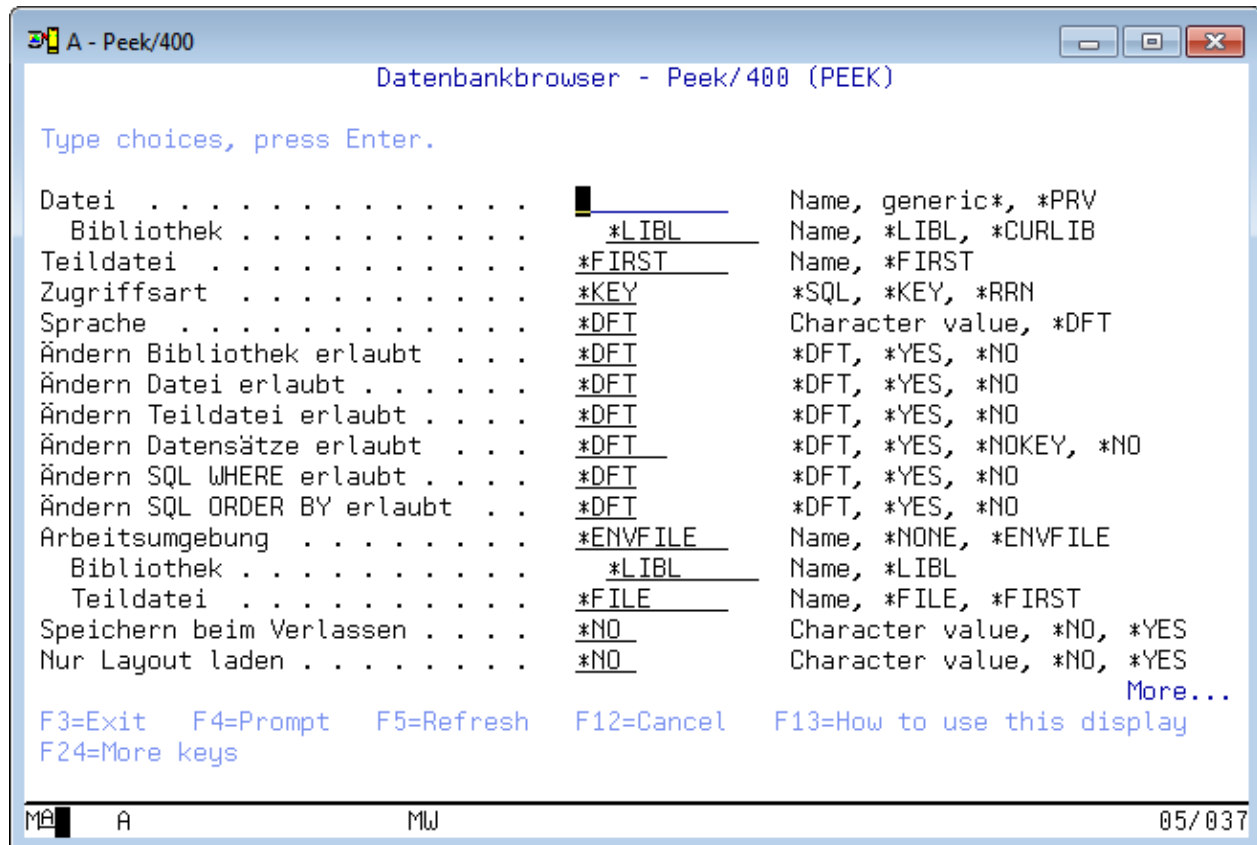 A - Peek/400
Datenbankbrowser - Peek/400 (PEEK)
Type choices, press Enter.
Datei . . . . . . . . . . . . . Name, generic*, *PRV
Bibliothek . . . . . . . . . . *LIBL Name, *LIBL, *CURLIB
Teildatei . . . . . . . . . . . *FIRST Name, *FIRST
Zugriffsart . . . . . . . . . . *KEY *SQL, *KEY, *RRN
Sprache . . . . . . . . . . . . *DFT Character value, *DFT
Ändern Bibliothek erlaubt . . . *DFT *DFT, *YES, *NO
Ändern Datei erlaubt . . . . . . *DFT *DFT, *YES, *NO
Ändern Teildatei erlaubt . . . . *DFT *DFT, *YES, *NO
Ändern Datensätze erlaubt . . . *DFT *DFT, *YES, *NOKEY, *NO
Ändern SQL WHERE erlaubt . . . . *DFT *DFT, *YES, *NO
Ändern SQL ORDER BY erlaubt . . *DFT *DFT, *YES, *NO
Arbeitsumgebung . . . . . . . . *ENVFILE Name, *NONE, *ENVFILE
Bibliothek . . . . . . . . . . *LIBL Name, *LIBL
Teildatei . . . . . . . . . . *FILE Name, *FILE, *FIRST
Speichern beim Verlassen . . . . *NO Character value, *NO, *YES
Nur Layout laden . . . . . . . . *NO Character value, *NO, *YES
More...
F3=Exit F4=Prompt F5=Refresh F12=Cancel F13=How to use this display
F24=More keys
MA A MW 05/037